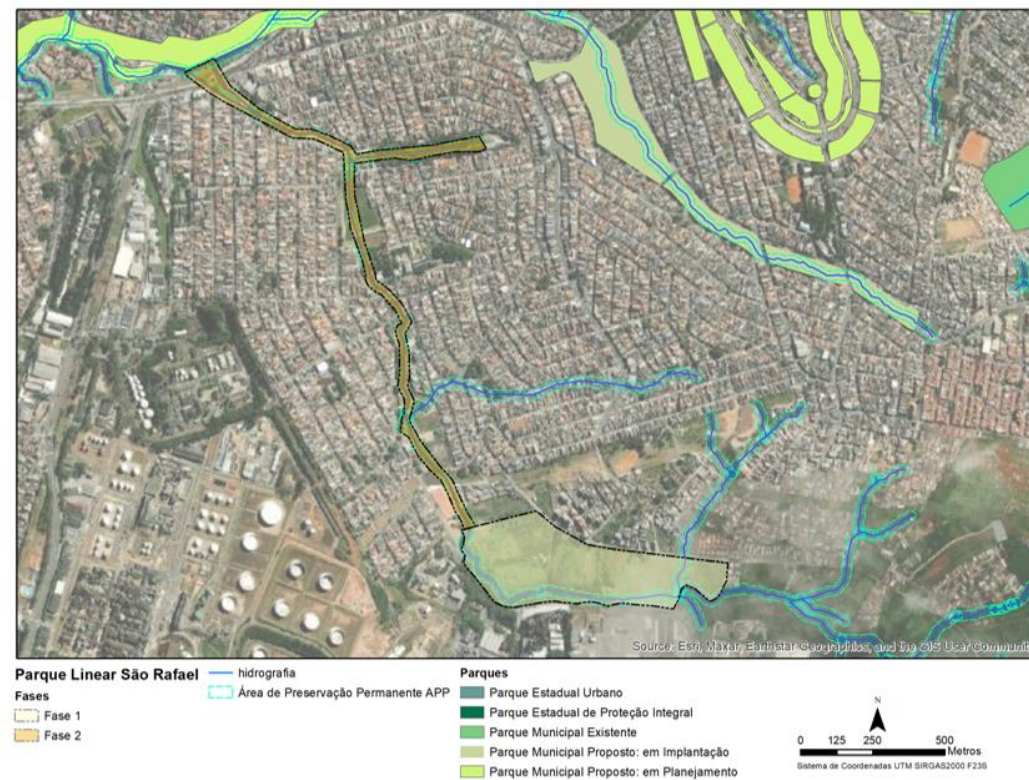 Source: Esri, Maxar, Earthstar Geographics, and the GIS User Communit
Parque Linear São Rafael
Fases
Fase 1
Fase 2
hidrografia
Área de Preservação Permanente APP
Parques
Parque Estadual Urbano
Parque Estadual de Proteção Integral
Parque Municipal Existente
Parque Municipal Proposto: em Implantação
Parque Municipal Proposto: em Planejamento
N
0 125 250 500
Metros
Sistema de Coordenadas UTM SIRGAS2000 F23S